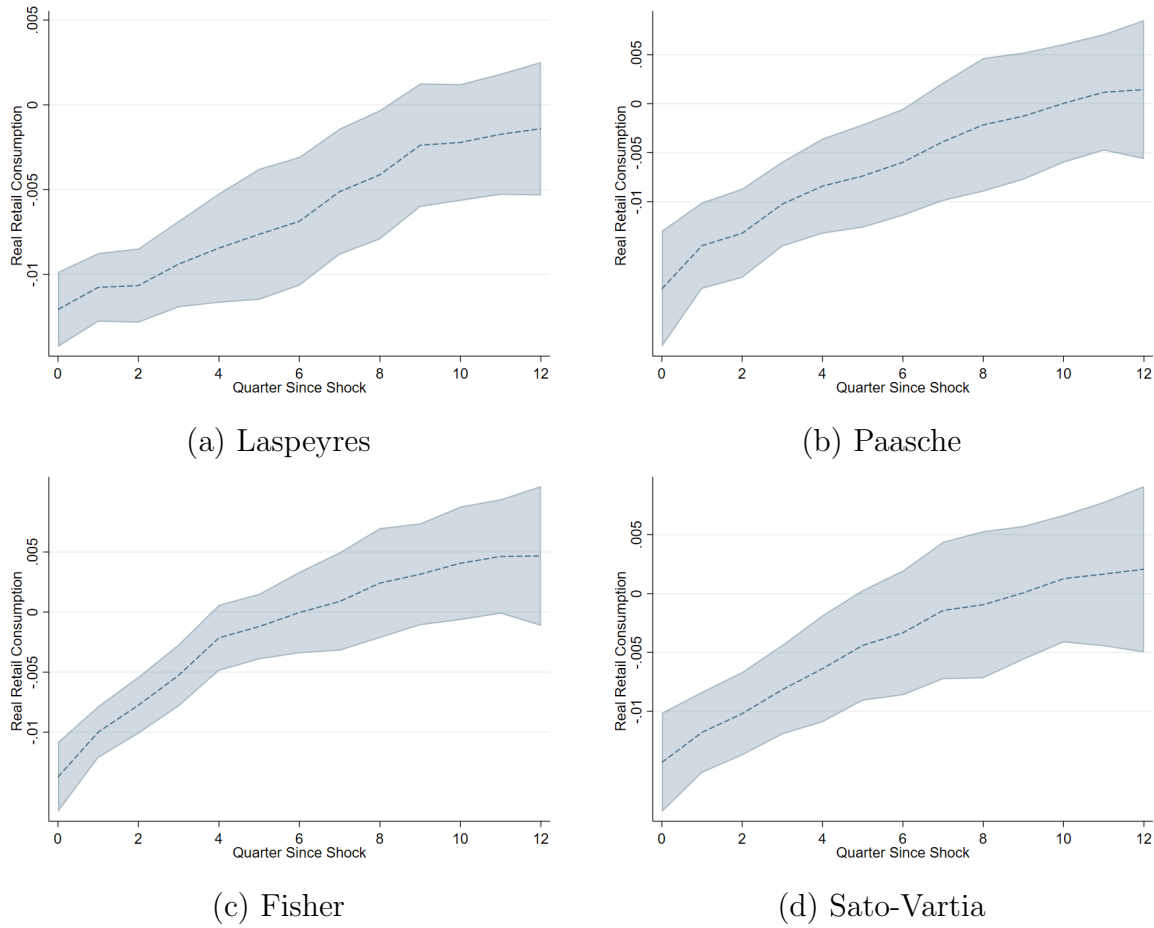 Real Retail Consumption
.005
0
-.005
-.01
0 2 4 6 8 10 12
Quarter Since Shock
(a) Laspeyres
Real Retail Consumption
.005
0
-.005
-.01
0 2 4 6 8 10 12
Quarter Since Shock
(b) Paasche
Real Retail Consumption
.005
0
-.005
-.01
0 2 4 6 8 10 12
Quarter Since Shock
(c) Fisher
Real Retail Consumption
.005
0
-.005
-.01
0 2 4 6 8 10 12
Quarter Since Shock
(d) Sato-Vartia